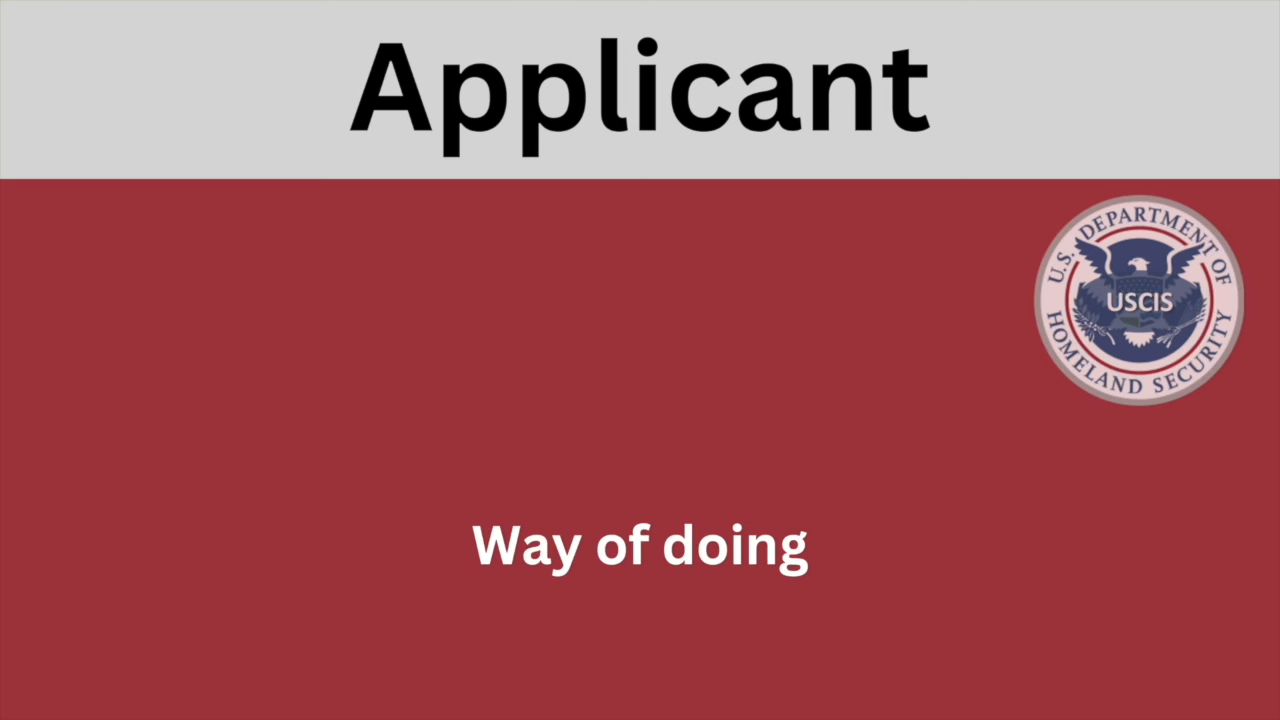 Applicant
U.S. DEPARTMENT OF
HOMELAND SECURITY
USCIS
Way of doing